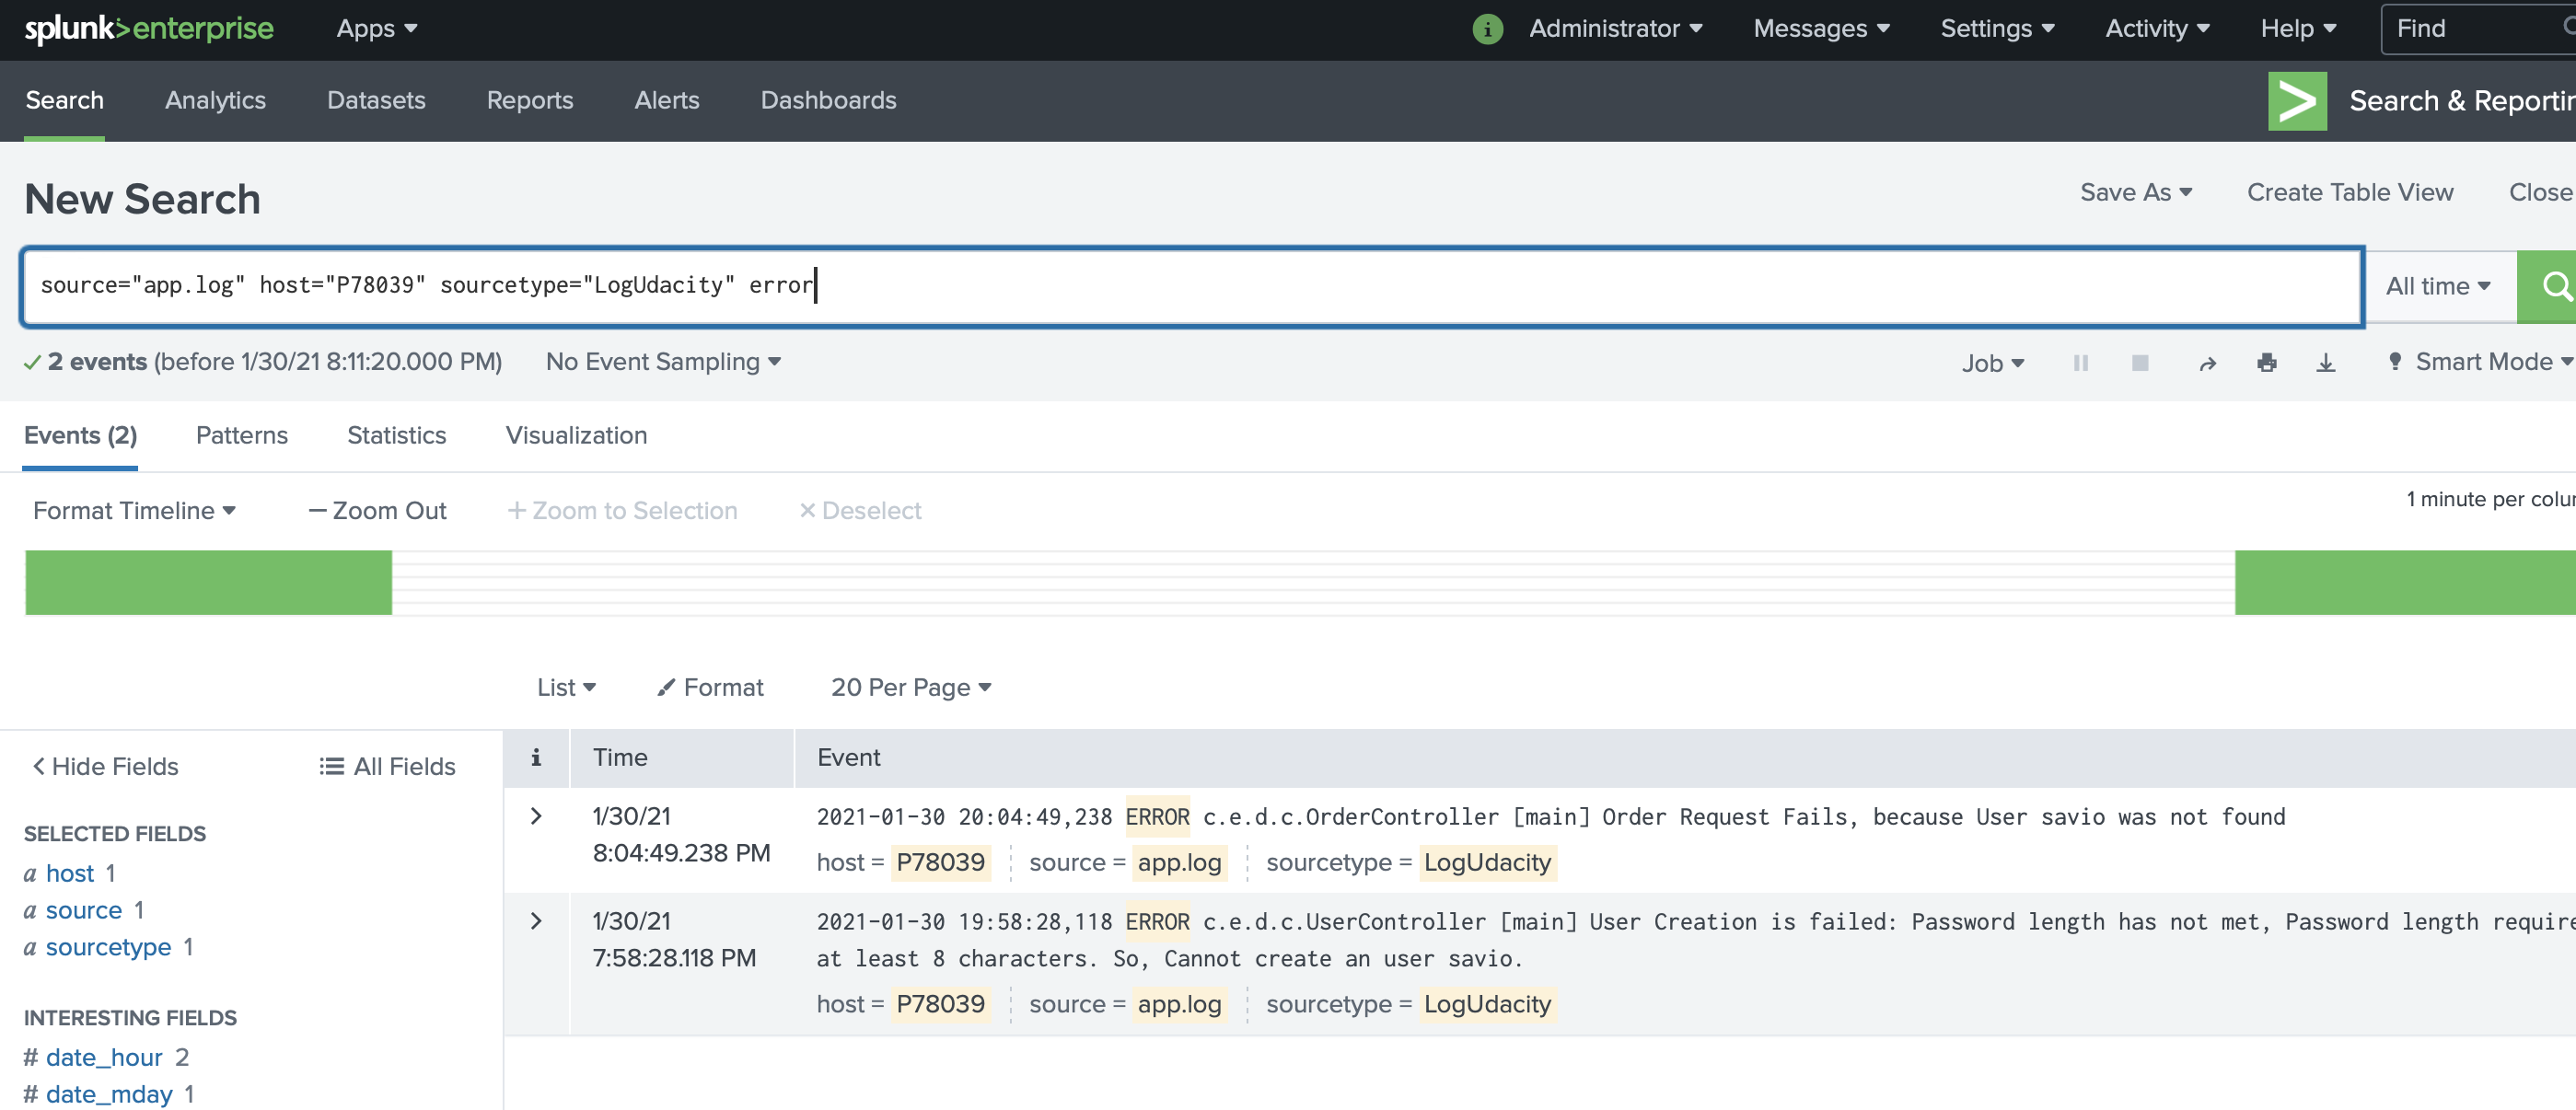 splunk>enterprise Apps Administrator Messages Settings Activity Help Find
Search Analytics Datasets Reports Alerts Dashboards Search &
New Search Save As Create Table View Close
source="app.log" host="P78039" sourcetype="LogUdacity" error All time
2 events (before 1/30/21 8:11:20.000 PM) No Event Sampling Job Smart Mode
Events (2) Patterns Statistics Visualization
Format Timeline — Zoom Out + Zoom to Selection × Deselect 1 minute per
List Format 20 Per Page
< Hide Fields All Fields i Time Event
SELECTED FIELDS
a host 1
a source 1
a sourcetype 1
INTERESTING FIELDS
# date_hour 2
# date_mday 1
> 1/30/21 2021-01-30 20:04:49,238 ERROR c.e.d.c.OrderController [main] Order Request Fails, because User savio was not found
8:04:49.238 PM host = P78039 source = app.log sourcetype = LogUdacity
> 1/30/21 2021-01-30 19:58:28,118 ERROR c.e.d.c.UserController [main] User Creation is failed: Password length has not met, Password length
7:58:28.118 PM at least 8 characters. So, Cannot create an user savio.
host = P78039 source = app.log sourcetype = LogUdacity